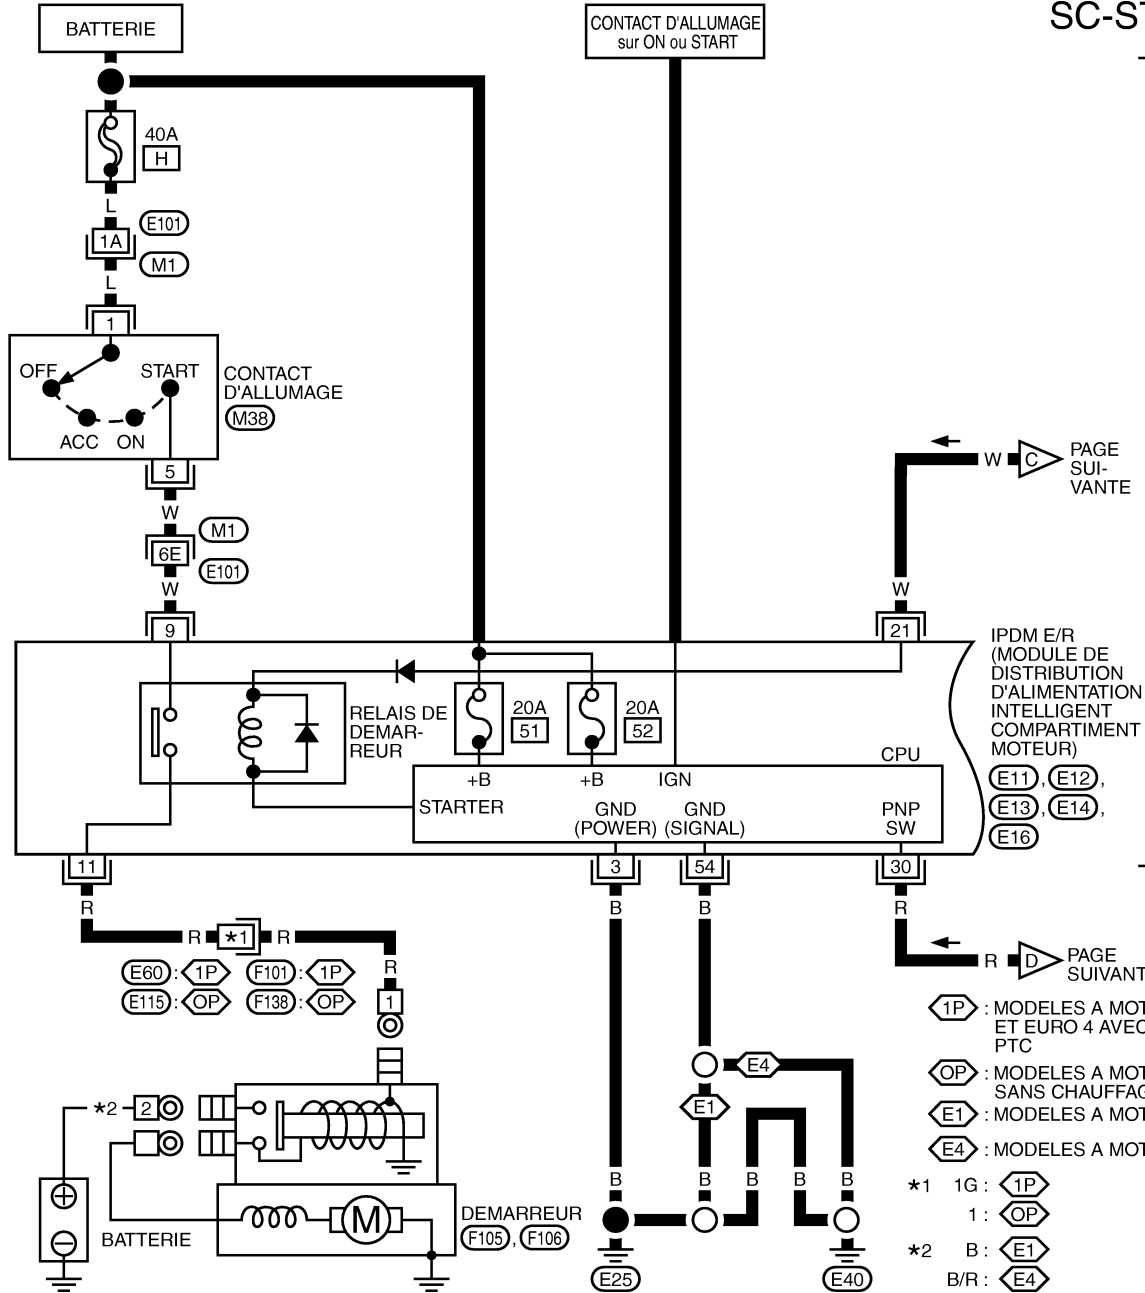 SC-ST
BATTERIE
CONTACT D'ALLUMAGE
sur ON ou START
40A
H
L
E101
1A
M1
L
1
OFF
START
ACC
ON
CONTACT
D'ALLUMAGE
M38
5
W
M1
6E
E101
W
9
W
C
PAGE
SUI-
VANTE
W
21
IPDM E/R
(MODULE DE
DISTRIBUTION
D'ALIMENTATION
INTELLIGENT
COMPARTIMENT
MOTEUR)
E11, E12,
E13, E14,
E16
RELAIS DE
DEMAR-
REUR
20A
51
20A
52
CPU
+B
+B
IGN
STARTER
GND
(POWER)
GND
(SIGNAL)
PNP
SW
11
3
54
30
R
B
B
R
R
*1
R
R
E60 : 1P
F101 : 1P
E115 : OP
F138 : OP
1
R
D
PAGE
SUIVANT
1P : MODELES A MOT
ET EURO 4 AVEC
PTC
OP : MODELES A MOT
SANS CHAUFFAG
E1 : MODELES A MOT
E4 : MODELES A MOT
E4
E1
*2
2
B
B
B
B
B
*1 1G : 1P
1 : OP
*2 B : E1
B/R : E4
M
DEMARREUR
F105, F106
BATTERIE
E25
E40